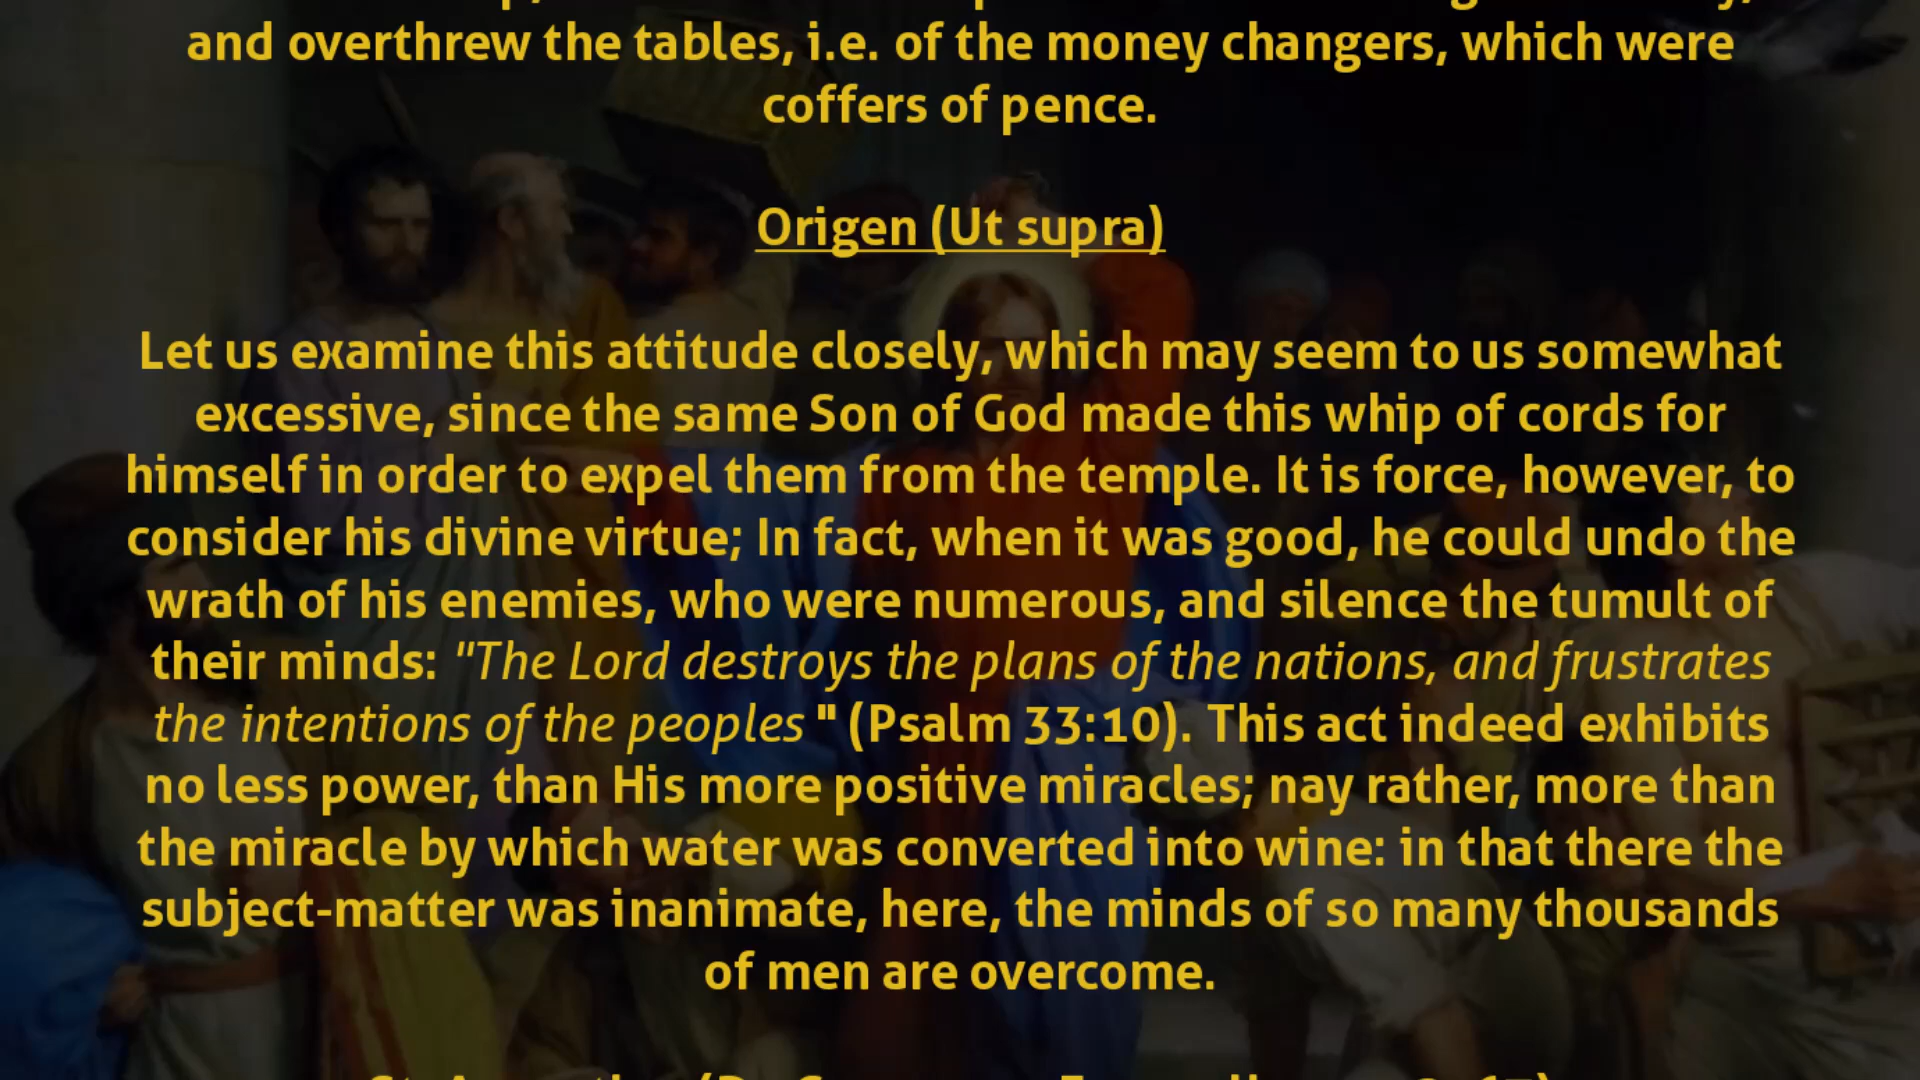 and overthrew the tables, i.e. of the money changers, which were
coffers of pence.
Origen (Ut supra)
Let us examine this attitude closely, which may seem to us somewhat
excessive, since the same Son of God made this whip of cords for
himself in order to expel them from the temple. It is force, however, to
consider his divine virtue; In fact, when it was good, he could undo the
wrath of his enemies, who were numerous, and silence the tumult of
their minds: "The Lord destroys the plans of the nations, and frustrates
the intentions of the peoples " (Psalm 33:10). This act indeed exhibits
no less power, than His more positive miracles; nay rather, more than
the miracle by which water was converted into wine: in that there the
subject-matter was inanimate, here, the minds of so many thousands
of men are overcome.